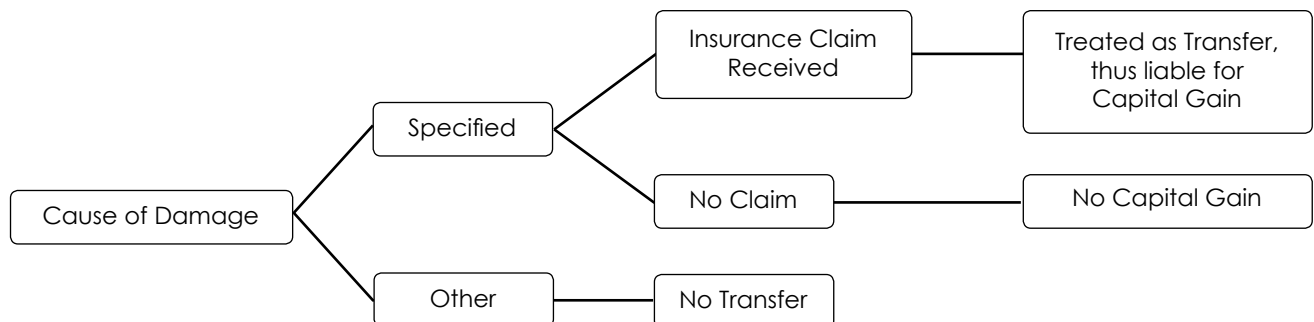 Cause of Damage
Specified
Insurance Claim
Received
Treated as Transfer,
thus liable for
Capital Gain
No Claim
No Capital Gain
Other
No Transfer